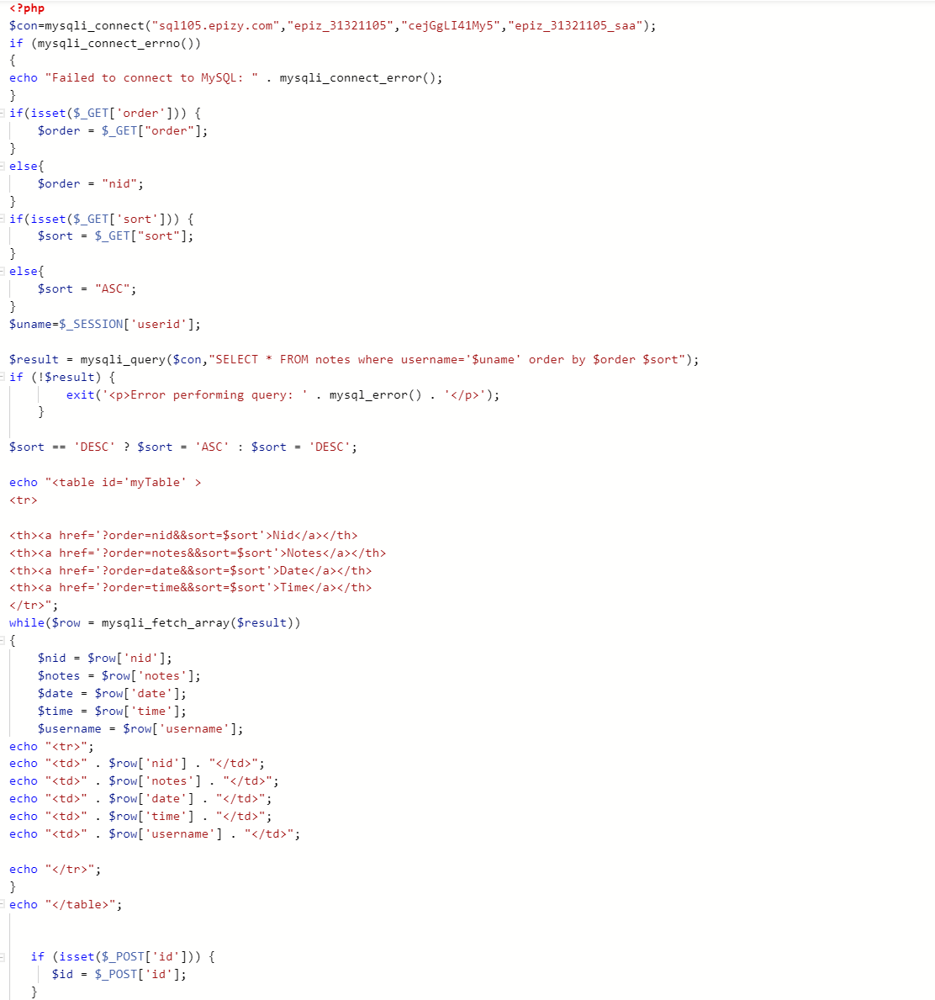 <?php
$con=mysqli_connect("sql105.epizy.com","epiz_31321105","cejGgLI41My5","epiz_31321105_saa");
if (mysqli_connect_errno())
{
echo "Failed to connect to MySQL: " . mysqli_connect_error();
}
if(isset($_GET['order'])) {
$order = $_GET["order"];
}
else{
$order = "nid";
}
if(isset($_GET['sort'])) {
$sort = $_GET["sort"];
}
else{
$sort = "ASC";
}
$uname=$_SESSION['userid'];
$result = mysqli_query($con,"SELECT * FROM notes where username='$uname' order by $order $sort");
if (!$result) {
exit('<p>Error performing query: ' . mysql_error() . '</p>');
}
$sort == 'DESC' ? $sort = 'ASC' : $sort = 'DESC';
echo "<table id='myTable' >
<tr>
<th><a href='?order=nid&&sort=$sort'>Nid</a></th>
<th><a href='?order=notes&&sort=$sort'>Notes</a></th>
<th><a href='?order=date&&sort=$sort'>Date</a></th>
<th><a href='?order=time&&sort=$sort'>Time</a></th>
</tr>";
while($row = mysqli_fetch_array($result))
{
$nid = $row['nid'];
$notes = $row['notes'];
$date = $row['date'];
$time = $row['time'];
$username = $row['username'];
echo "<tr>";
echo "<td>" . $row['nid'] . "</td>";
echo "<td>" . $row['notes'] . "</td>";
echo "<td>" . $row['date'] . "</td>";
echo "<td>" . $row['time'] . "</td>";
echo "<td>" . $row['username'] . "</td>";
echo "</tr>";
}
echo "</table>";
if (isset($_POST['id'])) {
$id = $_POST['id'];
}